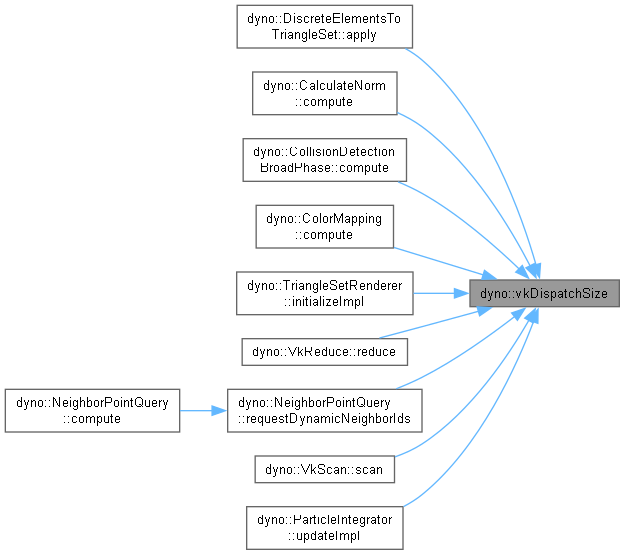 dyno::DiscreteElementsTo
TriangleSet::apply
dyno::CalculateNorm
::compute
dyno::CollisionDetection
BroadPhase::compute
dyno::ColorMapping
::compute
dyno::TriangleSetRenderer
::initializeImpl
dyno::vkDispatchSize
dyno::VkReduce::reduce
dyno::NeighborPointQuery
::compute
dyno::NeighborPointQuery
::requestDynamicNeighborIds
dyno::VkScan::scan
dyno::ParticleIntegrator
::updateImpl